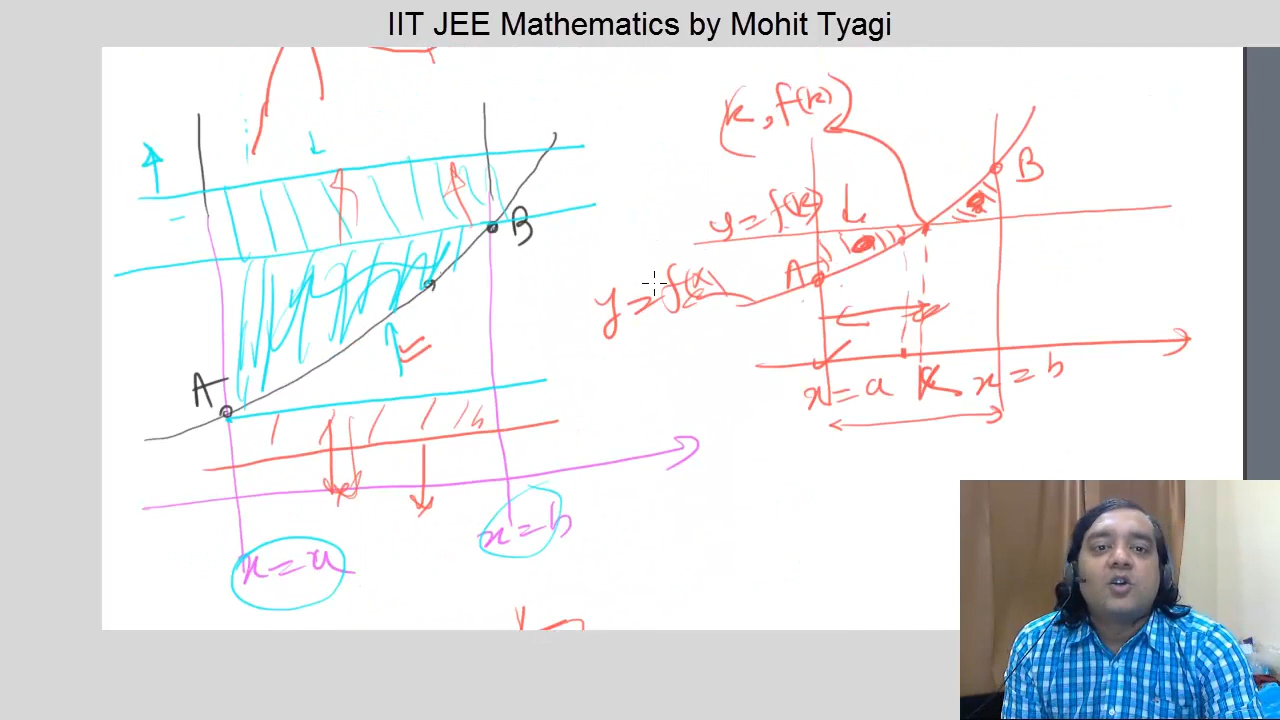 IIT JEE Mathematics by Mohit Tyagi
(k, f(k))
B
B
y = f(k)
A
y = f(x)
A
x = a
k
x = b
x = b
x = a